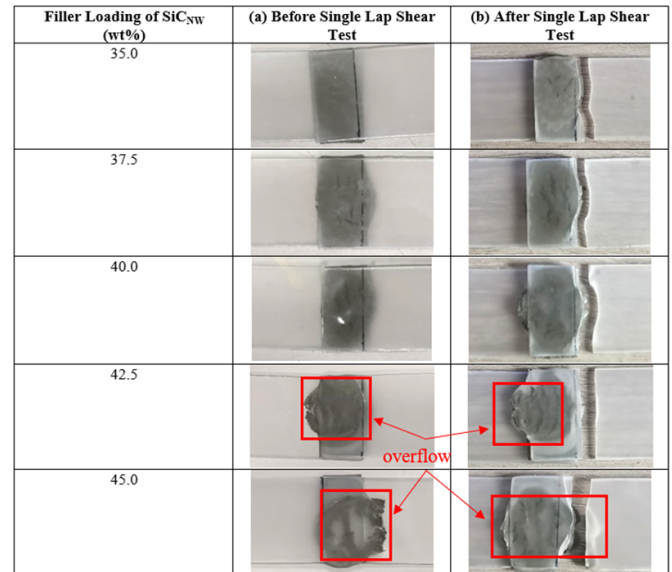 Filler Loading of SiCNW (a) Before Single Lap Shear (b) After Single Lap Shear
(wt%) Test Test
35.0
37.5
40.0
42.5
overflow
45.0